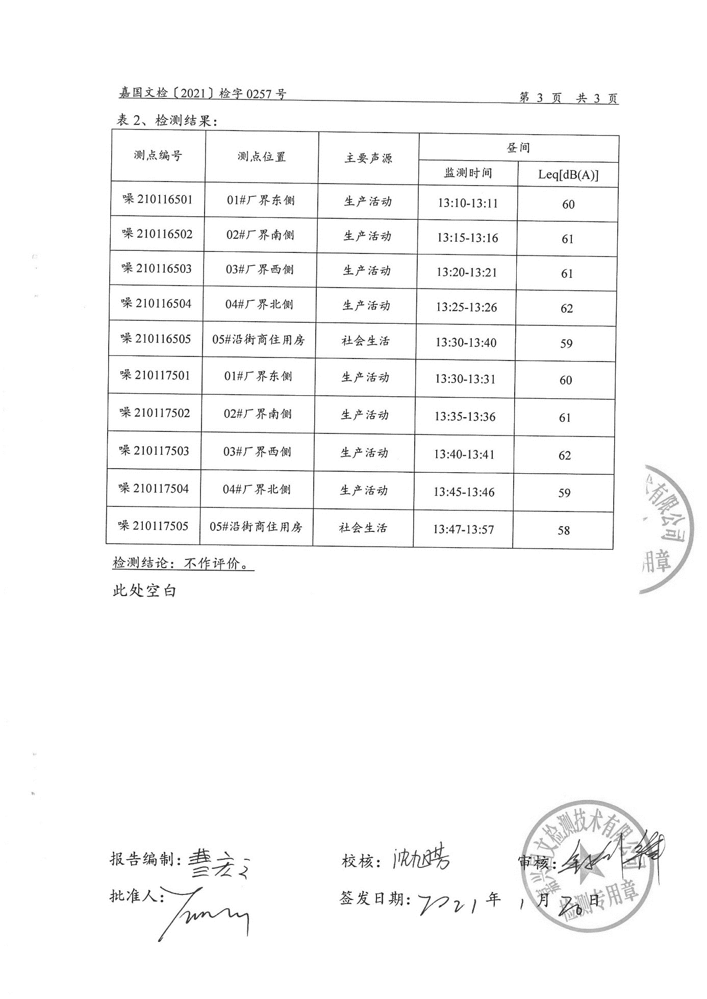 嘉国文检〔2021〕检字0257号 第 3 页 共 3 页
表 2、检测结果:
测点编号 测点位置 主要声源 昼间
监测时间 Leq[dB(A)]
噪 210116501 01#厂界东侧 生产活动 13:10-13:11 60
噪 210116502 02#厂界南侧 生产活动 13:15-13:16 61
噪 210116503 03#厂界西侧 生产活动 13:20-13:21 61
噪 210116504 04#厂界北侧 生产活动 13:25-13:26 62
噪 210116505 05#沿街商住用房 社会生活 13:30-13:40 59
噪 210117501 01#厂界东侧 生产活动 13:30-13:31 60
噪 210117502 02#厂界南侧 生产活动 13:35-13:36 61
噪 210117503 03#厂界西侧 生产活动 13:40-13:41 62
噪 210117504 04#厂界北侧 生产活动 13:45-13:46 59
噪 210117505 05#沿街商住用房 社会生活 13:47-13:57 58
术有限公司
用章
检测结论: 不作评价。
此处空白
嘉兴国文检测技术有限公司
报告编制: 校核: 审核:
批准人: 签发日期: 2021 年 1 月 20 日
检测专用章